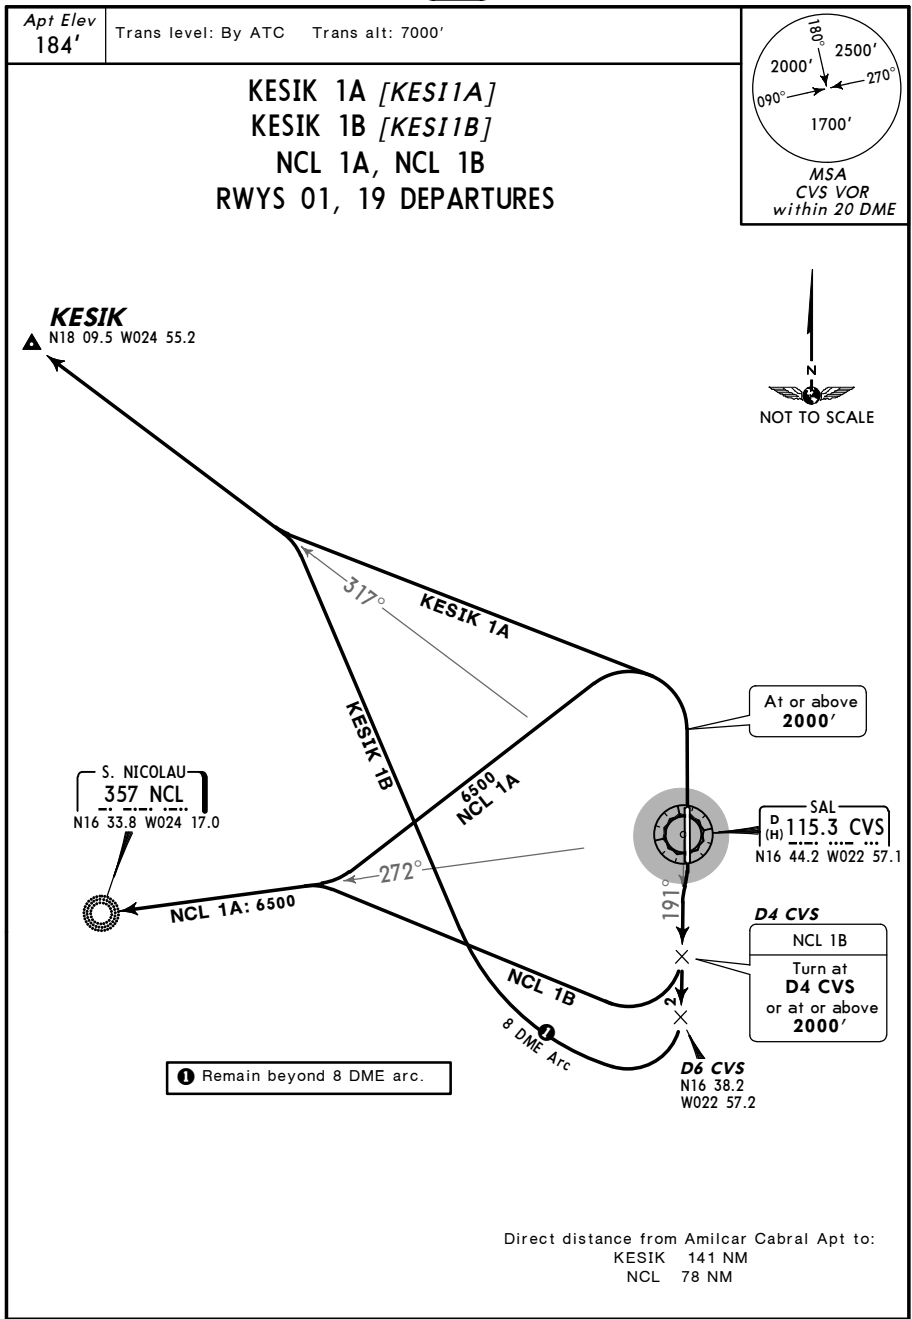 Apt Elev
184'
Trans level: By ATC Trans alt: 7000'
180°
2500'
2000'
270°
090°
1700'
MSA
CVS VOR
within 20 DME
KESIK 1A [KESI1A]
KESIK 1B [KESI1B]
NCL 1A, NCL 1B
RWYS 01, 19 DEPARTURES
KESIK
N18 09.5 W024 55.2
N
NOT TO SCALE
317°
KESIK 1A
KESIK 1B
At or above
2000'
6500
NCL 1A
S. NICOLAU
357 NCL
N16 33.8 W024 17.0
SAL
D
(H) 115.3 CVS
N16 44.2 W022 57.1
272°
191°
NCL 1A: 6500
D4 CVS
NCL 1B
Turn at
D4 CVS
or at or above
2000'
NCL 1B
2
1
8 DME Arc
D6 CVS
N16 38.2
W022 57.2
1 Remain beyond 8 DME arc.
Direct distance from Amilcar Cabral Apt to:
KESIK 141 NM
NCL 78 NM